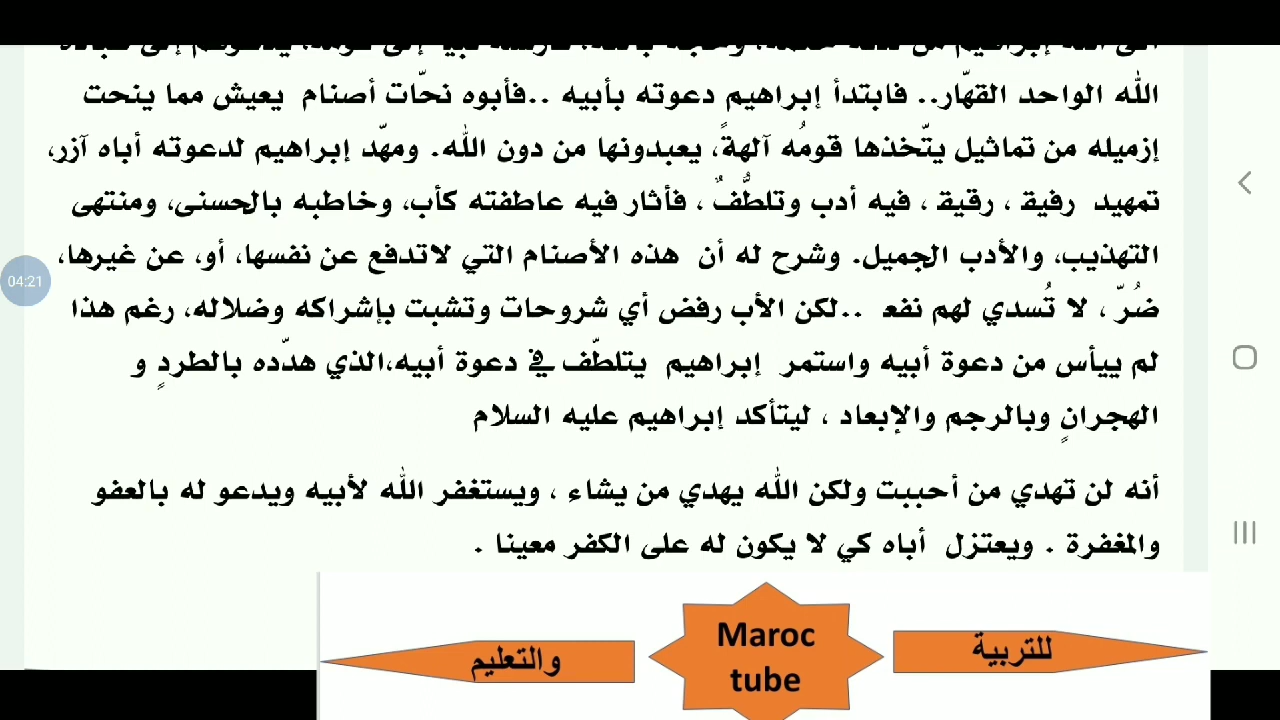 الله الواحد القهّار.. فابتدأ إبراهيم دعوته بأبيه ..فأبوه نحّات أصنام يعيش مما ينحت
إزميله من تماثيل يتّخذها قومُه آلهةً، يعبدونها من دون الله. ومهّد إبراهيم لدعوته أباه آزر،
تمهيد رفيق ، رقيق ، فيه أدب وتلطُّفٌ ، فأثار فيه عاطفته كأب، وخاطبه بالحسنى، ومنتهى
التهذيب، والأدب الجميل. وشرح له أن هذه الأصنام التي لاتدفع عن نفسها، أو، عن غيرها،
ضُرّ ، لا تُسدي لهم نفع ..لكن الأب رفض أي شروحات وتشبت بإشراكه وضلاله، رغم هذا
لم ييأس من دعوة أبيه واستمر إبراهيم يتلطّف في دعوة أبيه،الذي هدّده بالطردِ و
الهجرانِ وبالرجم والإبعاد ، ليتأكد إبراهيم عليه السلام
أنه لن تهدي من أحببت ولكن الله يهدي من يشاء ، ويستغفر الله لأبيه ويدعو له بالعفو
والمغفرة . ويعتزل أباه كي لا يكون له على الكفر معينا .
04:21
للتربية
Maroc
tube
والتعليم